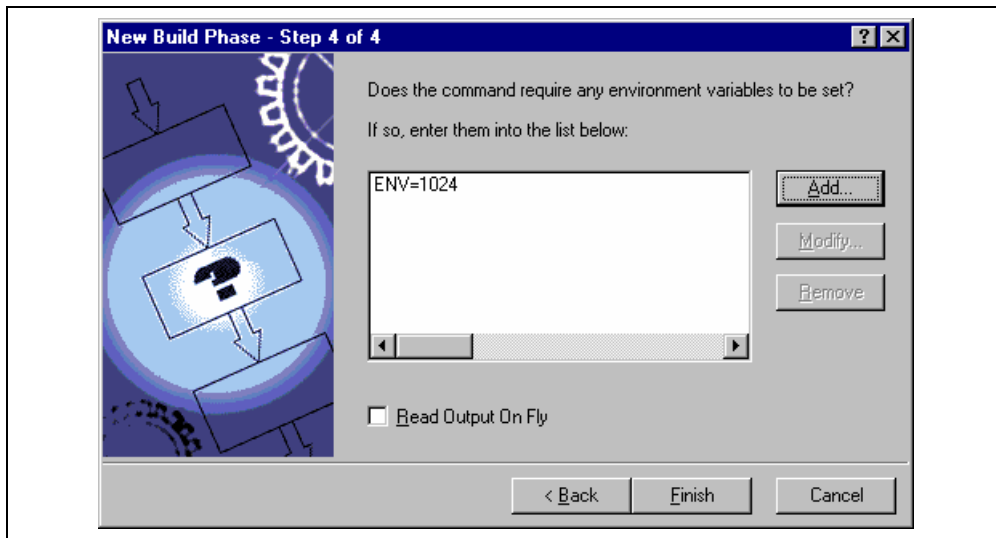 New Build Phase - Step 4 of 4
Does the command require any environment variables to be set?
If so, enter them into the list below:
ENV=1024
Add...
Modify...
Remove
Read Output On Fly
< Back
Finish
Cancel